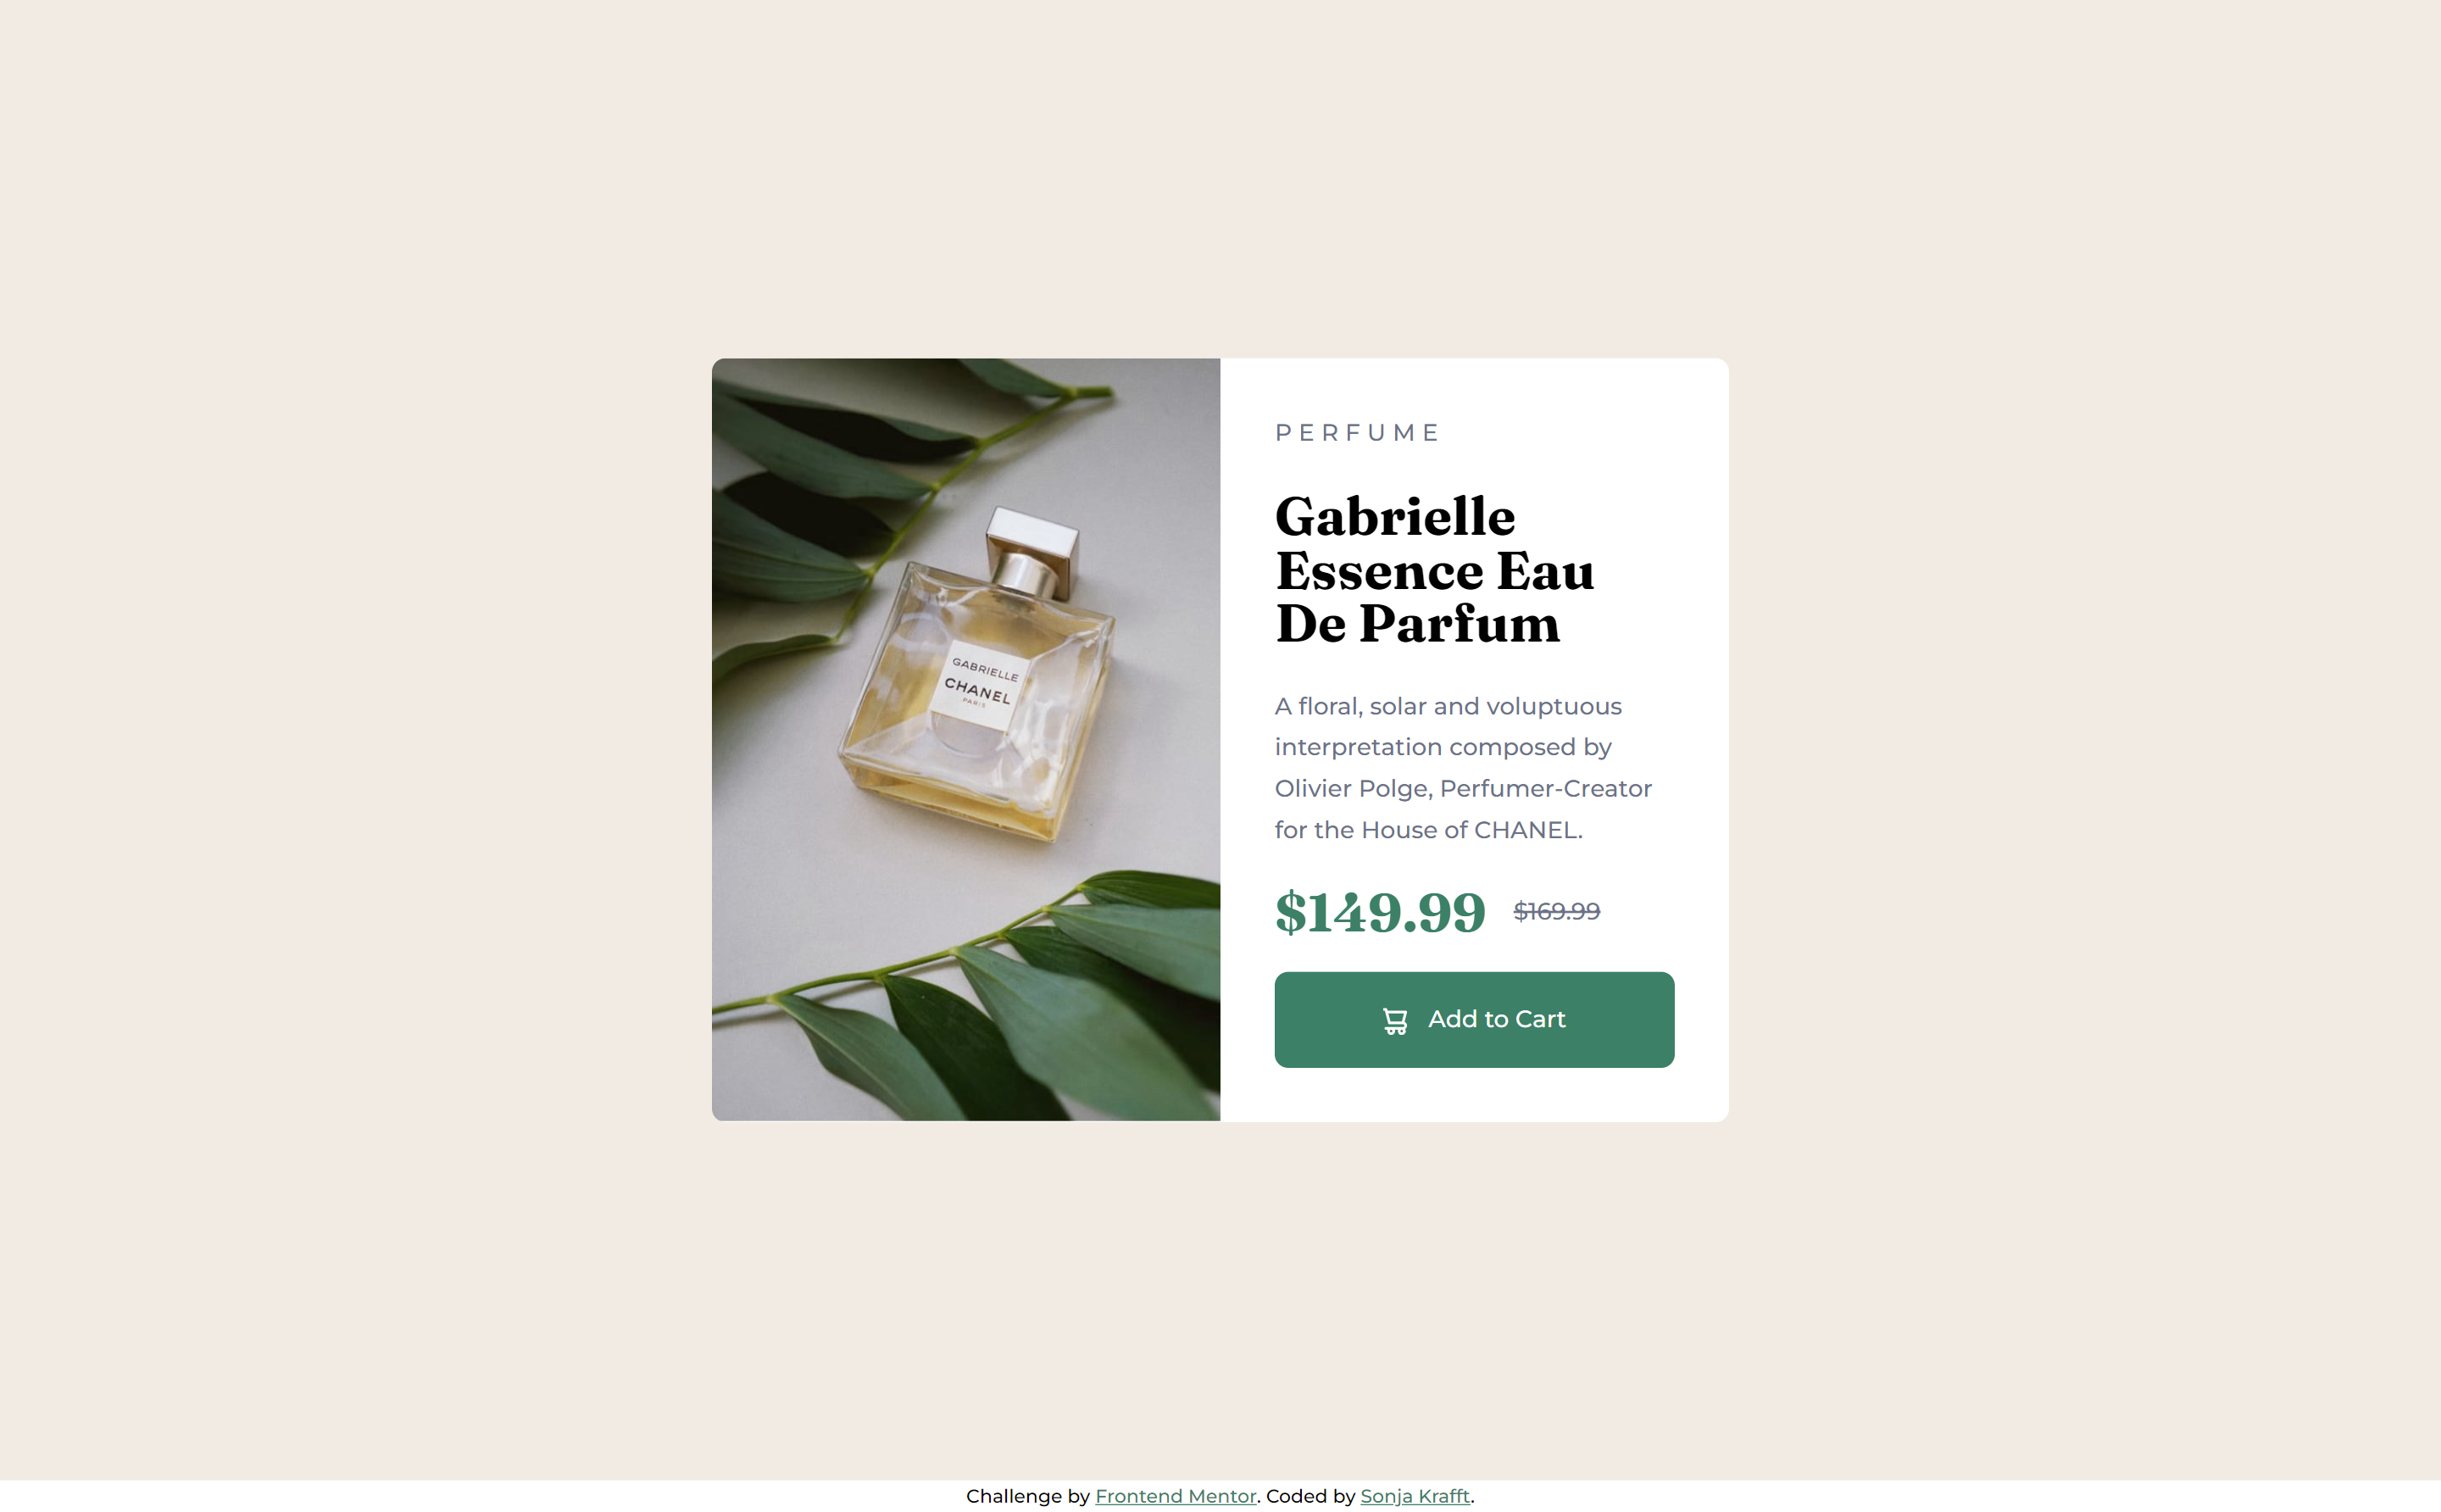 GABRIELLE
CHANEL
PARIS
PERFUME
Gabrielle
Essence Eau
De Parfum
A floral, solar and voluptuous
interpretation composed by
Olivier Polge, Perfumer-Creator
for the House of CHANEL.
$149.99 $169.99
Add to Cart
Challenge by Frontend Mentor. Coded by Sonja Krafft.